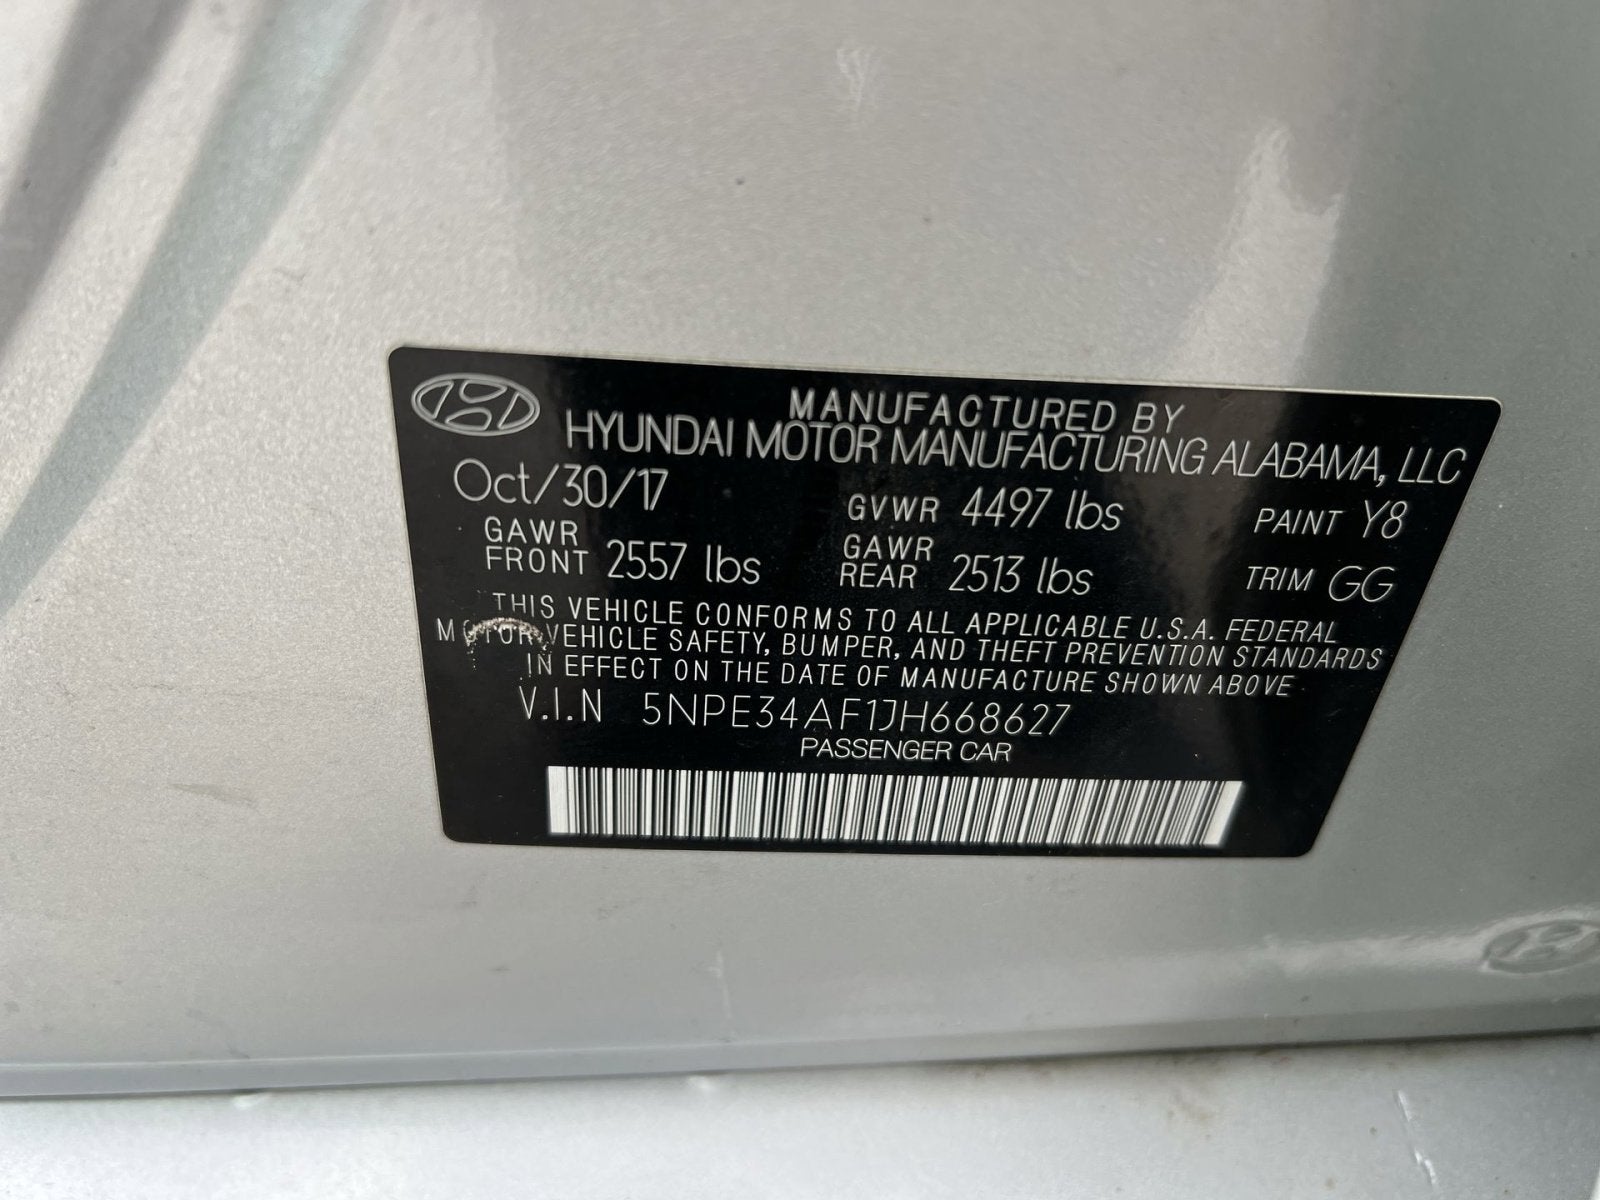 MANUFACTURED BY
HYUNDAI MOTOR MANUFACTURING ALABAMA, LLC
Oct/30/17 GVWR 4497 lbs PAINT Y8
GAWR FRONT 2557 lbs GAWR REAR 2513 lbs TRIM GG
THIS VEHICLE CONFORMS TO ALL APPLICABLE U.S.A. FEDERAL
MOTOR VEHICLE SAFETY, BUMPER, AND THEFT PREVENTION STANDARDS
IN EFFECT ON THE DATE OF MANUFACTURE SHOWN ABOVE
V.I.N 5NPE34AF1JH668627
PASSENGER CAR